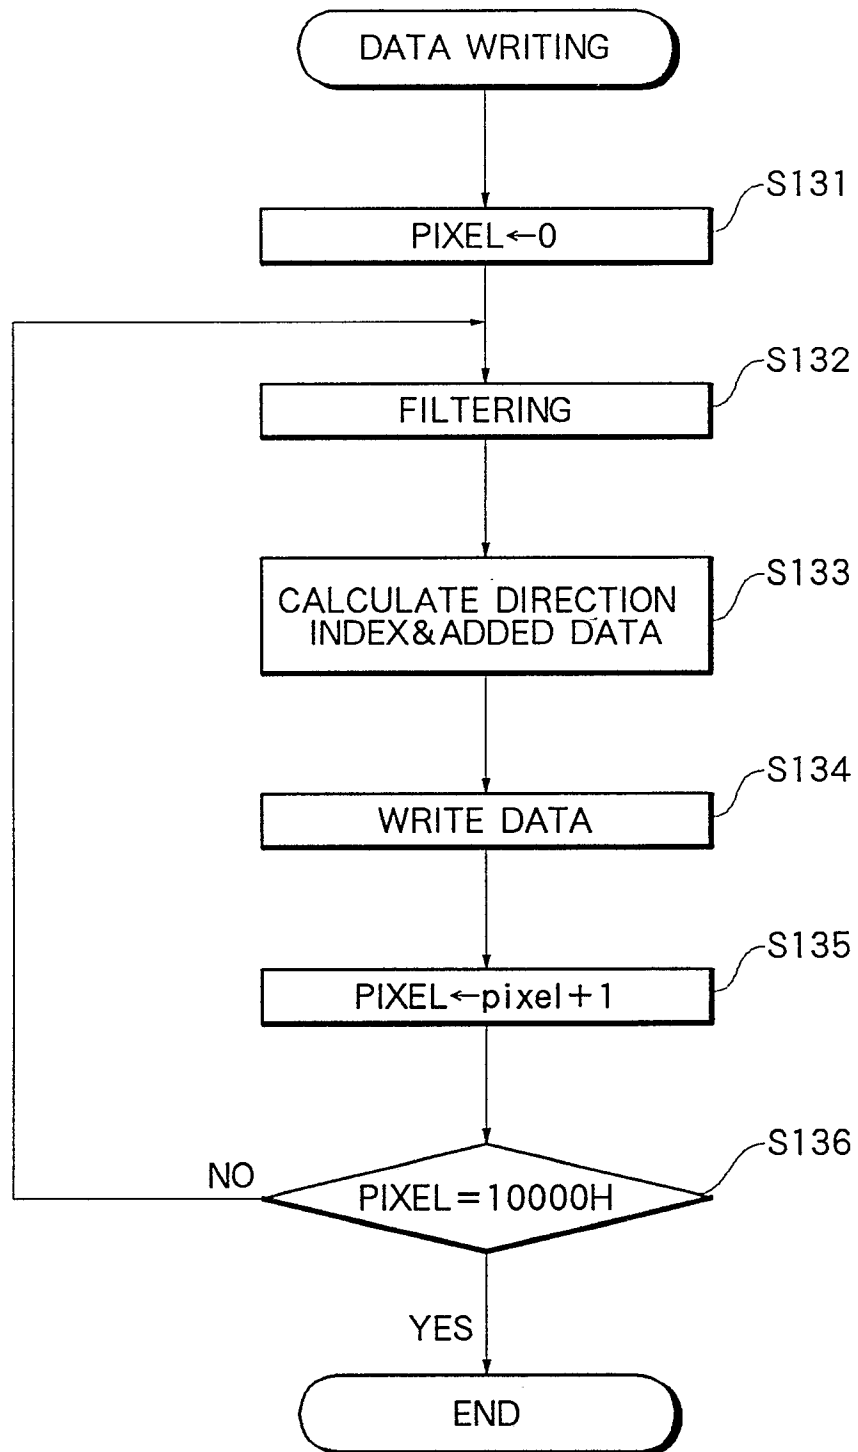 DATA WRITING
S131
PIXEL←0
S132
FILTERING
S133
CALCULATE DIRECTION
INDEX&ADDED DATA
S134
WRITE DATA
S135
PIXEL←pixel+1
S136
NO
PIXEL=10000H
YES
END